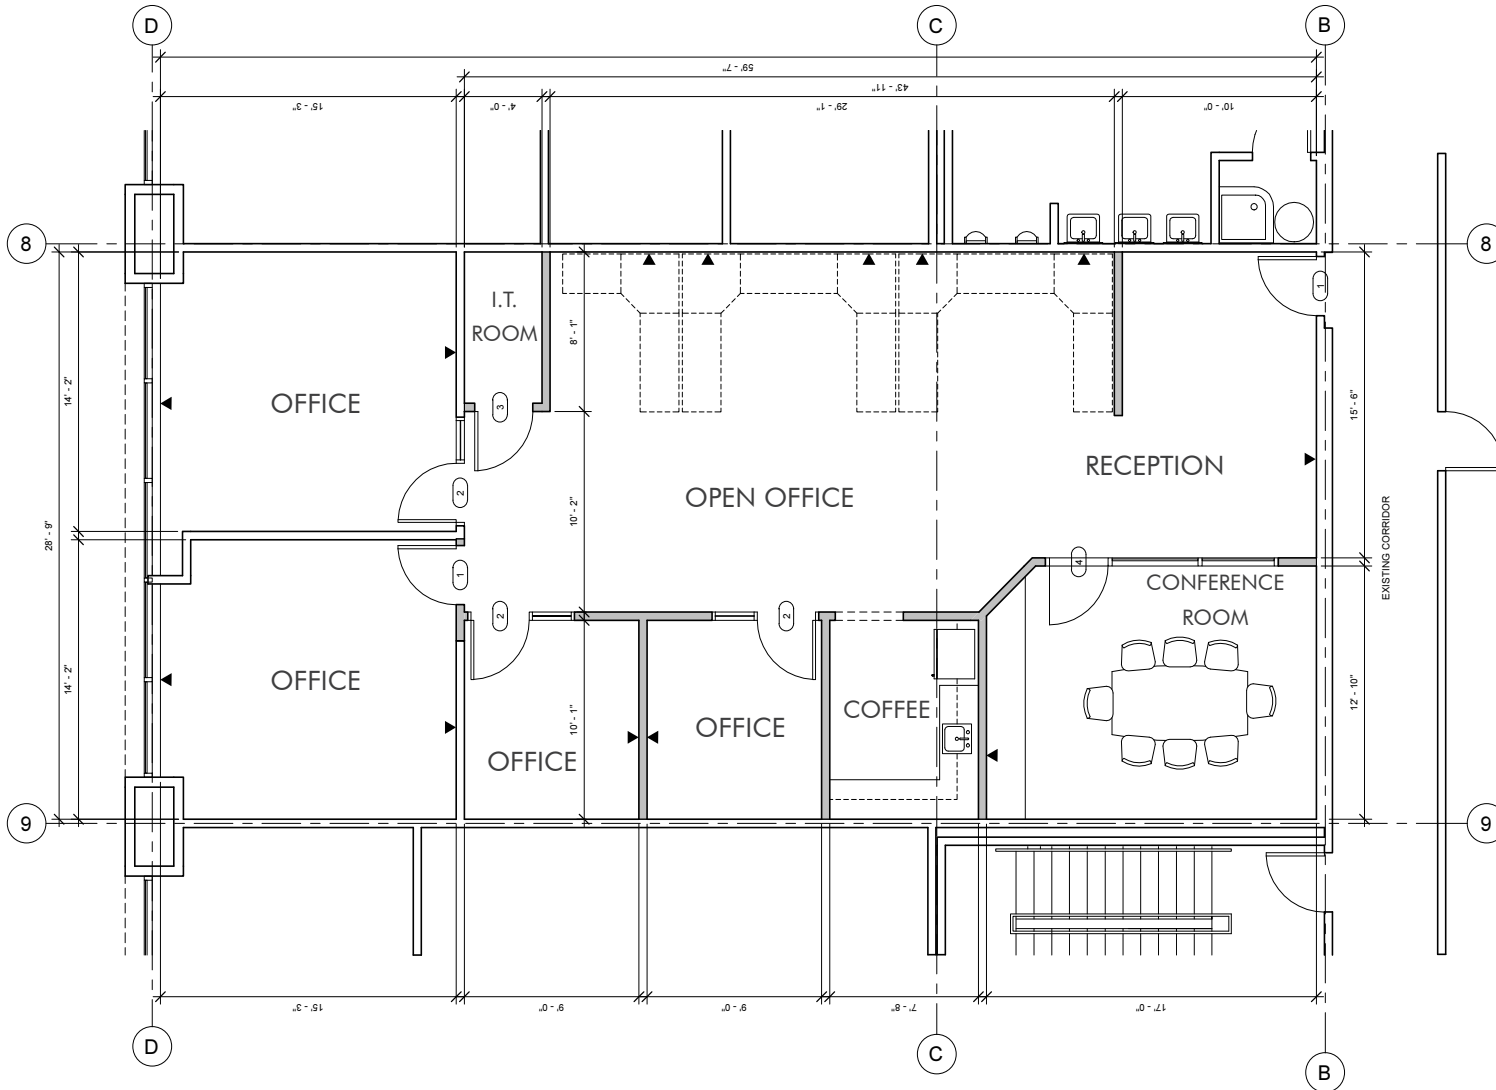 D
C
B
59' - 7"
43' - 11"
15' - 3"
4' - 0"
29' - 1"
10' - 0"
8
8
I.T.
ROOM
8' - 1"
1
14' - 2"
OFFICE
3
15' - 6"
RECEPTION
2
OPEN OFFICE
10' - 2"
28' - 9"
EXISTING CORRIDOR
4
1
CONFERENCE
ROOM
2
2
14' - 2"
OFFICE
COFFEE
12' - 10"
10' - 1"
OFFICE
OFFICE
9
9
15' - 3"
9' - 0"
9' - 0"
7' - 8"
17' - 0"
D
C
B